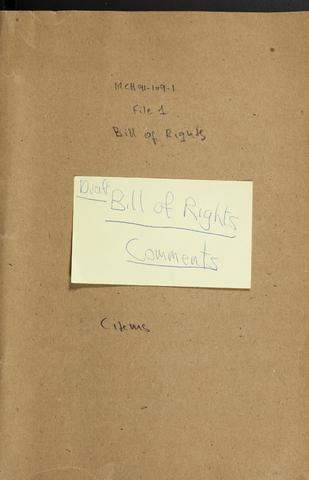 MCH91-109-1
File 1
Bill of Rights
Draft
Bill of Rights
Comments
Citems